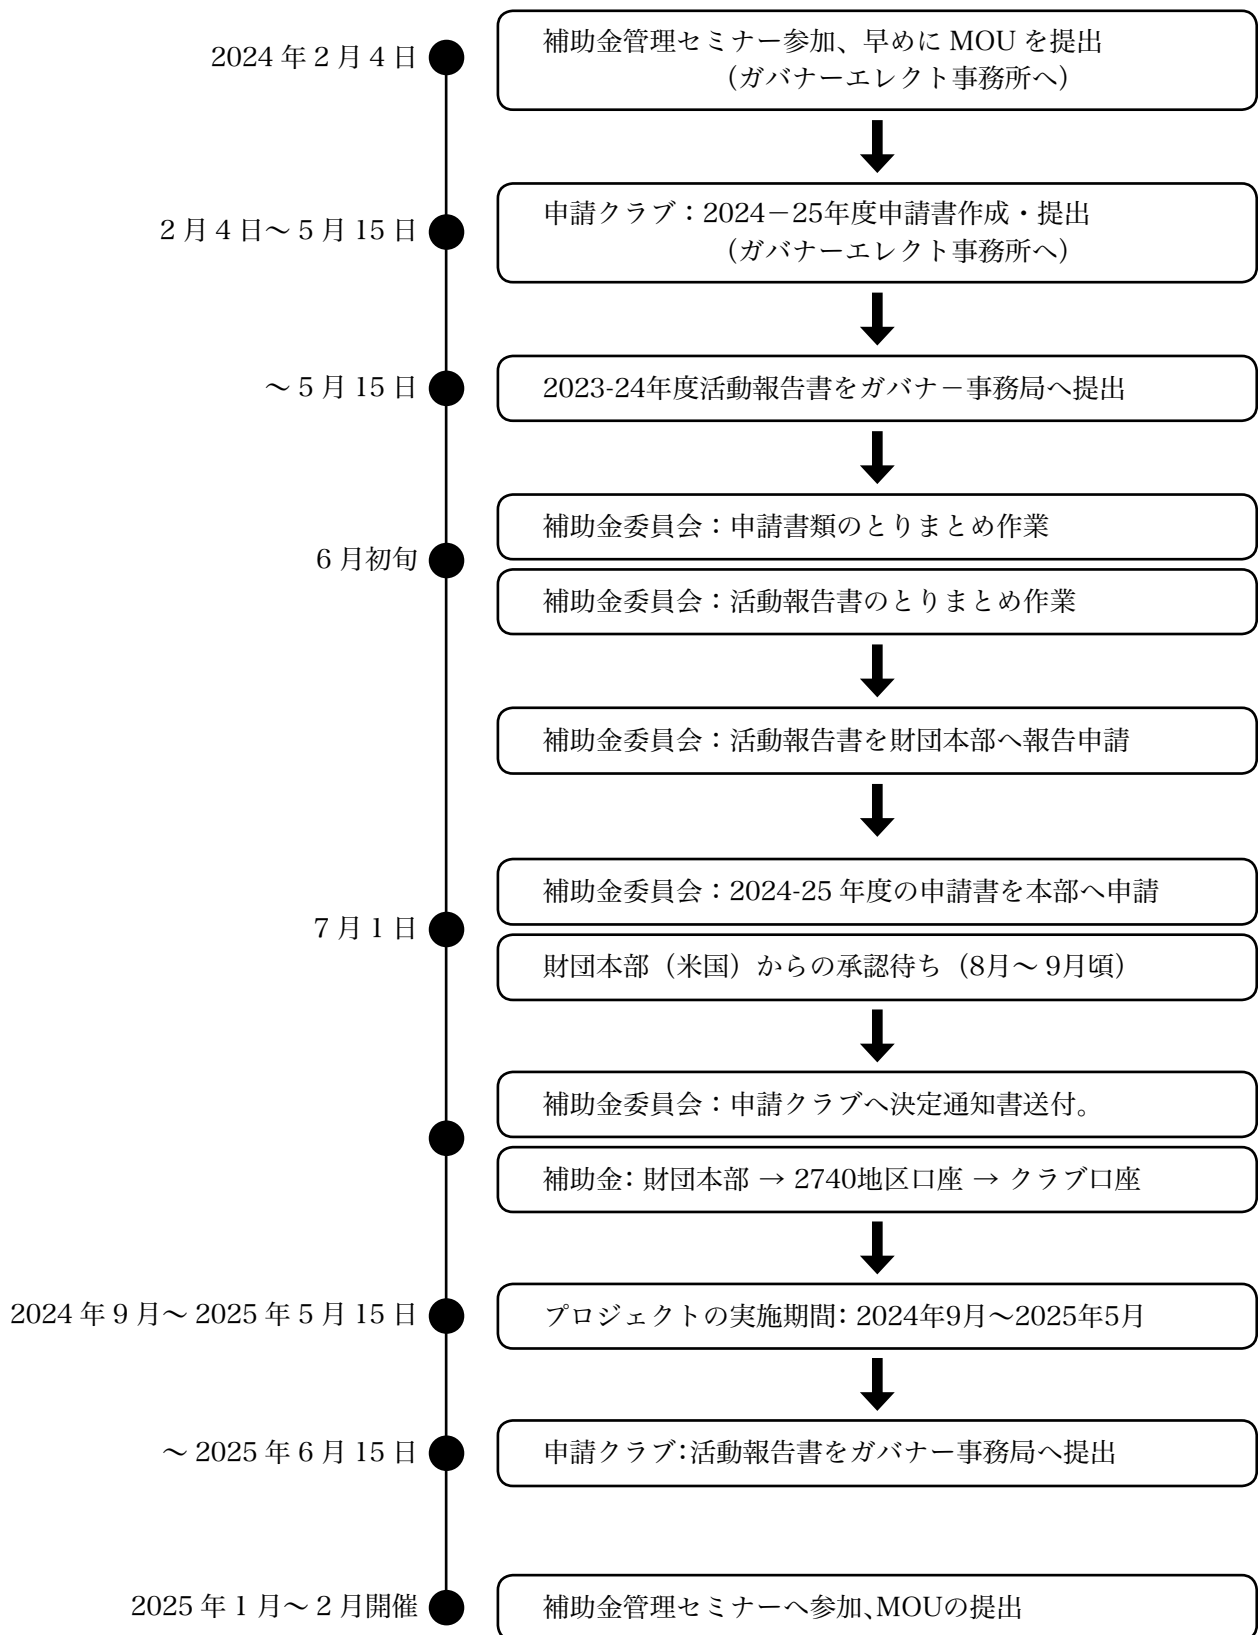 2024 年 2 月 4 日
補助金管理セミナー参加、早めに MOU を提出
（ガバナーエレクト事務所へ）
2 月 4 日～ 5 月 15 日
申請クラブ：2024－25年度申請書作成・提出
（ガバナーエレクト事務所へ）
～ 5 月 15 日
2023-24年度活動報告書をガバナ－事務局へ提出
6 月初旬
補助金委員会：申請書類のとりまとめ作業
補助金委員会：活動報告書のとりまとめ作業
補助金委員会：活動報告書を財団本部へ報告申請
7 月 1 日
補助金委員会：2024-25 年度の申請書を本部へ申請
財団本部（米国）からの承認待ち（8月～ 9月頃）
補助金委員会：申請クラブへ決定通知書送付。
補助金：財団本部 → 2740地区口座 → クラブ口座
2024 年 9 月～ 2025 年 5 月 15 日
プロジェクトの実施期間：2024年9月～2025年5月
～ 2025 年 6 月 15 日
申請クラブ：活動報告書をガバナー事務局へ提出
2025 年 1 月～ 2 月開催
補助金管理セミナーへ参加、MOUの提出